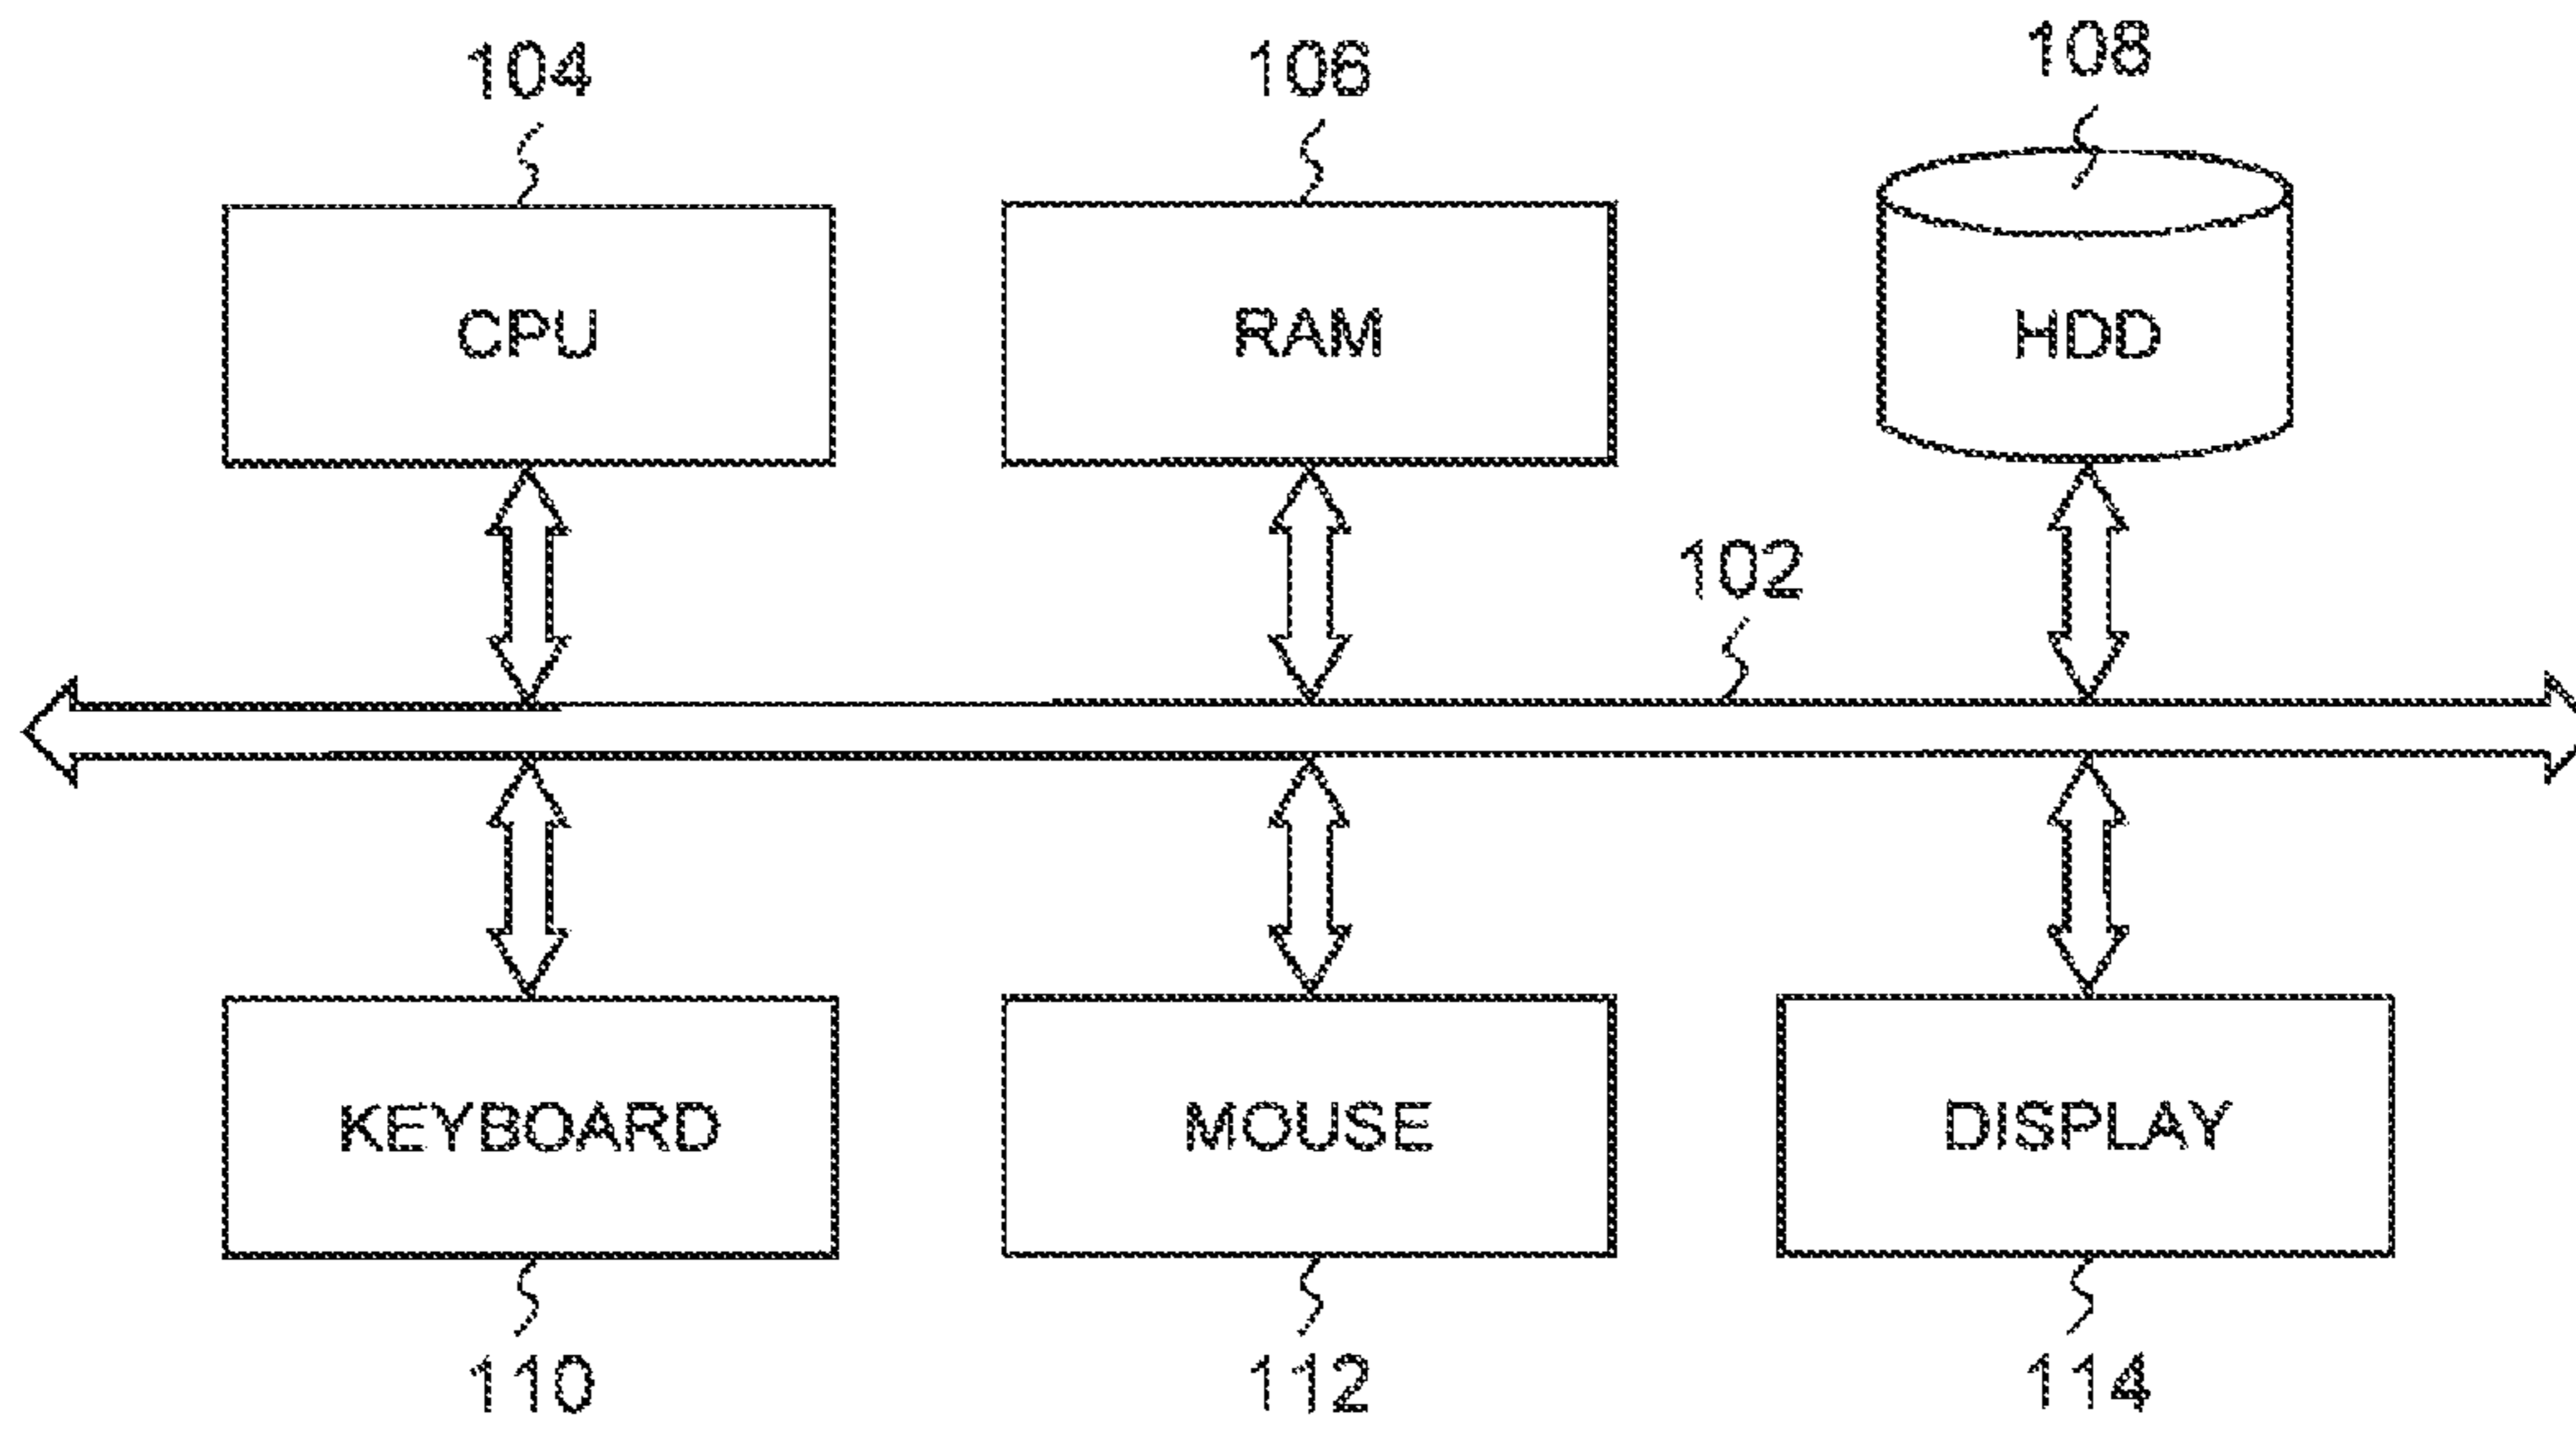 104 106 108
CPU RAM HDD
102
KEYBOARD MOUSE DISPLAY
110 112 114